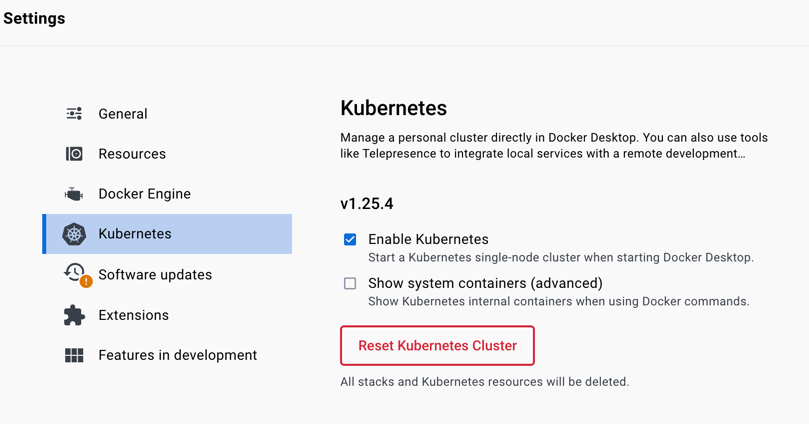 Settings
General
Resources
Docker Engine
Kubernetes
Software updates
Extensions
Features in development
Kubernetes
Manage a personal cluster directly in Docker Desktop. You can also use tools
like Telepresence to integrate local services with a remote development...
v1.25.4
Enable Kubernetes
Start a Kubernetes single-node cluster when starting Docker Desktop.
Show system containers (advanced)
Show Kubernetes internal containers when using Docker commands.
Reset Kubernetes Cluster
All stacks and Kubernetes resources will be deleted.